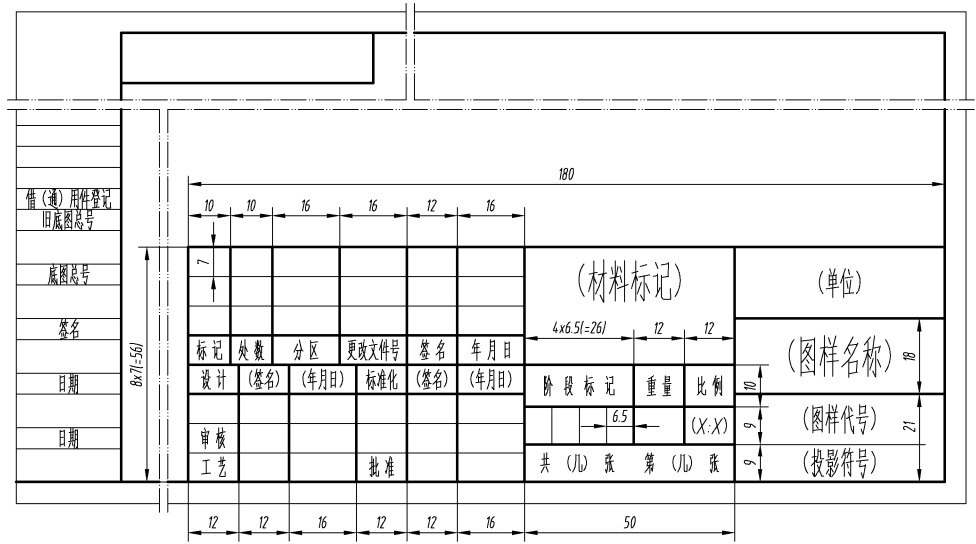 180
借（通）用件登记
10 10 16 16 12 16
旧底图总号
7
(材料标记)
(单位)
底图总号
签名
4x6.5(=26) 12 12
标记 处数 分区 更改文件号 签名 年月日
8x7(=56)
(图样名称)
18
设计 (签名) (年月日) 标准化 (签名) (年月日)
阶段标记 重量 比例
10
日期
6.5
(X:X)
9
(图样代号)
21
日期
审核
工艺 批准
共 (几) 张 第 (几) 张
9
(投影符号)
12 12 16 12 12 16 50